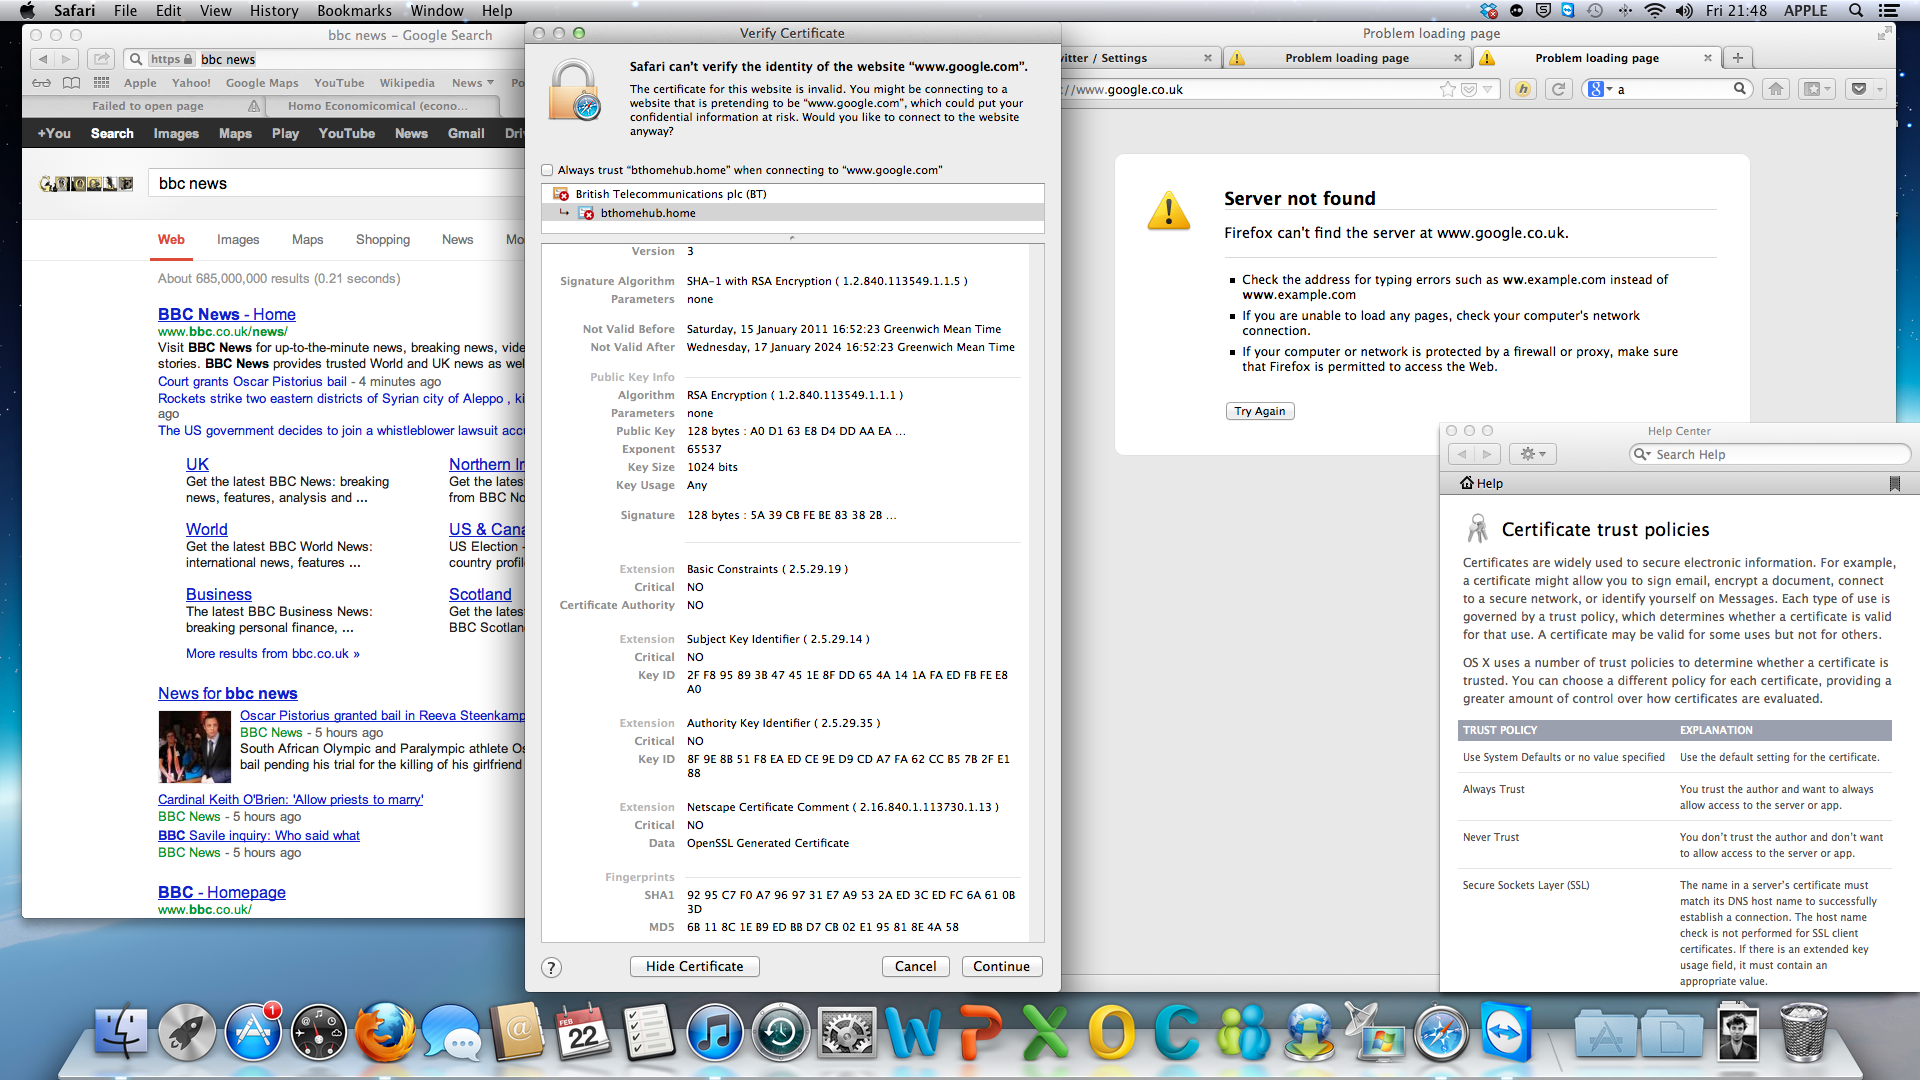 Safari File Edit View History Bookmarks Window Help
Fri 21:48 APPLE
bbc news – Google Search
https bbc news
Apple Yahoo! Google Maps YouTube Wikipedia News Po
Failed to open page
Homo Economicomical (econo...
+You Search Images Maps Play YouTube News Gmail Dri
bbc news
Web Images Maps Shopping News Mo
About 685,000,000 results (0.21 seconds)
BBC News - Home
www.bbc.co.uk/news/
Visit BBC News for up-to-the-minute news, breaking news, vide
stories. BBC News provides trusted World and UK news as wel
Court grants Oscar Pistorius bail - 4 minutes ago
Rockets strike two eastern districts of Syrian city of Aleppo , ki
ago
The US government decides to join a whistleblower lawsuit acc
UK
Get the latest BBC News: breaking
news, features, analysis and ...
Northern Ir
Get the lates
from BBC No
World
Get the latest BBC World News:
international news, features ...
US & Cana
US Election -
country profil
Business
The latest BBC Business News:
breaking personal finance, ...
Scotland
Get the lates
BBC Scotlan
More results from bbc.co.uk »
News for bbc news
Oscar Pistorius granted bail in Reeva Steenkamp
BBC News - 5 hours ago
South African Olympic and Paralympic athlete Os
bail pending his trial for the killing of his girlfriend
Cardinal Keith O'Brien: 'Allow priests to marry'
BBC News - 5 hours ago
BBC Savile inquiry: Who said what
BBC News - 5 hours ago
BBC - Homepage
www.bbc.co.uk/
Verify Certificate
Safari can't verify the identity of the website “www.google.com”.
The certificate for this website is invalid. You might be connecting to a
website that is pretending to be “www.google.com”, which could put your
confidential information at risk. Would you like to connect to the website
anyway?
Always trust “bthomehub.home” when connecting to “www.google.com”
British Telecommunications plc (BT)
bthomehub.home
Version 3
Signature Algorithm SHA-1 with RSA Encryption ( 1.2.840.113549.1.1.5 )
Parameters none
Not Valid Before Saturday, 15 January 2011 16:52:23 Greenwich Mean Time
Not Valid After Wednesday, 17 January 2024 16:52:23 Greenwich Mean Time
Public Key Info
Algorithm RSA Encryption ( 1.2.840.113549.1.1.1 )
Parameters none
Public Key 128 bytes : A0 D1 63 E8 D4 DD AA EA ...
Exponent 65537
Key Size 1024 bits
Key Usage Any
Signature 128 bytes : 5A 39 CB FE BE 83 38 2B ...
Extension Basic Constraints ( 2.5.29.19 )
Critical NO
Certificate Authority NO
Extension Subject Key Identifier ( 2.5.29.14 )
Critical NO
Key ID 2F F8 95 89 3B 47 45 1E 8F DD 65 4A 14 1A FA ED FB FE E8
A0
Extension Authority Key Identifier ( 2.5.29.35 )
Critical NO
Key ID 8F 9E 8B 51 F8 EA ED CE 9E D9 CD A7 FA 62 CC B5 7B 2F E1
88
Extension Netscape Certificate Comment ( 2.16.840.1.113730.1.13 )
Critical NO
Data OpenSSL Generated Certificate
Fingerprints
SHA1 92 95 C7 F0 A7 96 97 31 E7 A9 53 2A ED 3C ED FC 6A 61 0B
3D
MD5 6B 11 8C 1E B9 ED BB D7 CB 02 E1 95 81 8E 4A 58
? Hide Certificate Cancel Continue
Problem loading page
itter / Settings
Problem loading page
Problem loading page
://www.google.co.uk
a
Server not found
Firefox can't find the server at www.google.co.uk.
Check the address for typing errors such as ww.example.com instead of
www.example.com
If you are unable to load any pages, check your computer's network
connection.
If your computer or network is protected by a firewall or proxy, make sure
that Firefox is permitted to access the Web.
Try Again
Help Center
Search Help
Help
Certificate trust policies
Certificates are widely used to secure electronic information. For example,
a certificate might allow you to sign email, encrypt a document, connect
to a secure network, or identify yourself on Messages. Each type of use is
governed by a trust policy, which determines whether a certificate is valid
for that use. A certificate may be valid for some uses but not for others.
OS X uses a number of trust policies to determine whether a certificate is
trusted. You can choose a different policy for each certificate, providing a
greater amount of control over how certificates are evaluated.
TRUST POLICY EXPLANATION
Use System Defaults or no value specified Use the default setting for the certificate.
Always Trust You trust the author and want to always
allow access to the server or app.
Never Trust You don't trust the author and don't want
to allow access to the server or app.
Secure Sockets Layer (SSL) The name in a server's certificate must
match its DNS host name to successfully
establish a connection. The host name
check is not performed for SSL client
certificates. If there is an extended key
usage field, it must contain an
appropriate value.
1
FEB
22
W P X O C